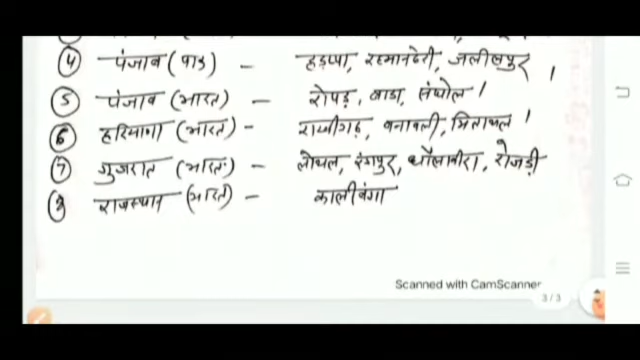 ④ पंजाब (पाक) — हड़प्पा, रहमानढेरी, जलीलपुर ।
⑤ पंजाब (भारत) — रोपड़, बाडा, संघोल ।
⑥ हरियाणा (भारत) — राखीगढ़, बनावली, मिताथल ।
⑦ गुजरात (भारत) — लोथल, रंगपुर, धौलावीरा, रोजड़ी
⑧ राजस्थान (भारत) — कालीबंगा
Scanned with CamScanner
3/3